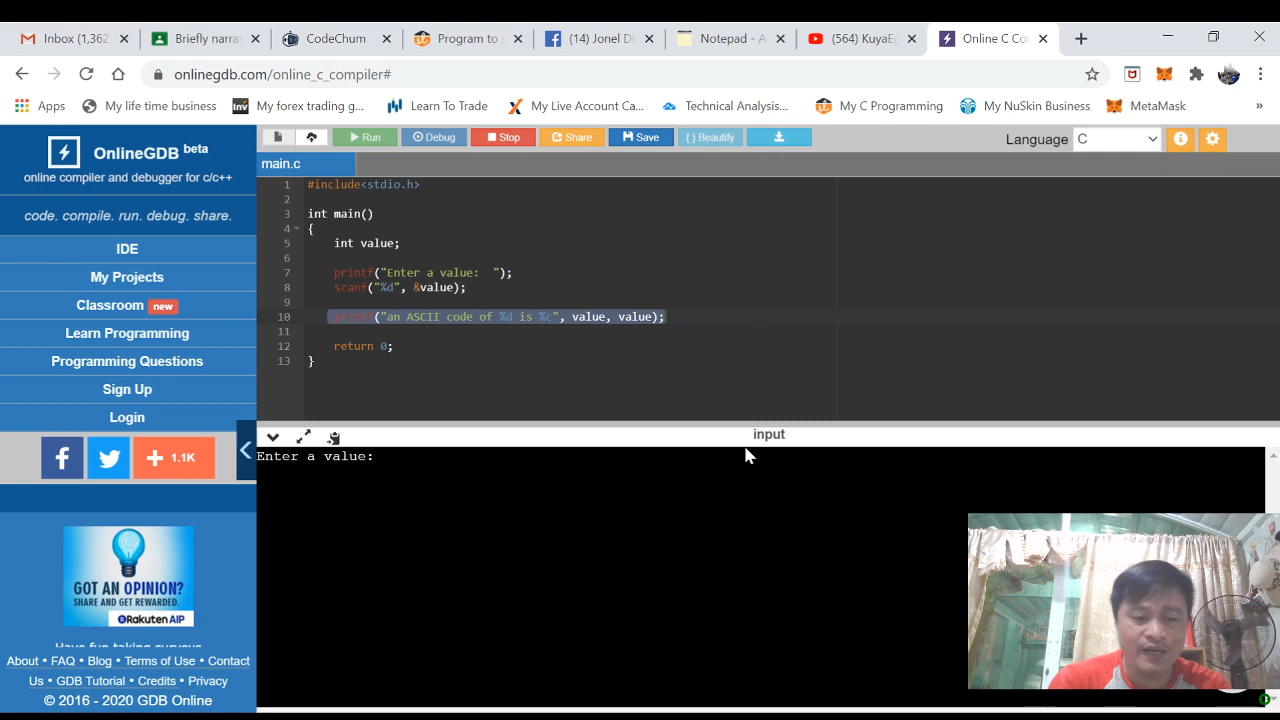 Inbox (1,362
Briefly narrat
CodeChum
Program to s
(14) Jonel Di
Notepad - A
(564) KuyaE
Online C Co
onlinegdb.com/online_c_compiler#
Apps
My life time business
My forex trading g...
Learn To Trade
My Live Account Ca...
Technical Analysis...
My C Programming
My NuSkin Business
MetaMask
»
OnlineGDB beta
online compiler and debugger for c/c++
code. compile. run. debug. share.
IDE
My Projects
Classroom new
Learn Programming
Programming Questions
Sign Up
Login
1.1K
GOT AN OPINION?
SHARE AND GET REWARDED.
Rakuten AIP
Have fun taking surveys
About • FAQ • Blog • Terms of Use • Contact
Us • GDB Tutorial • Credits • Privacy
© 2016 - 2020 GDB Online
Run
Debug
Stop
Share
Save
{ } Beautify
Language C
main.c
1 #include<stdio.h>
2
3 int main()
4 {
5 int value;
6
7 printf("Enter a value:  ");
8 scanf("%d", &value);
9
10 printf("an ASCII code of %d is %c", value, value);
11
12 return 0;
13 }
input
Enter a value: